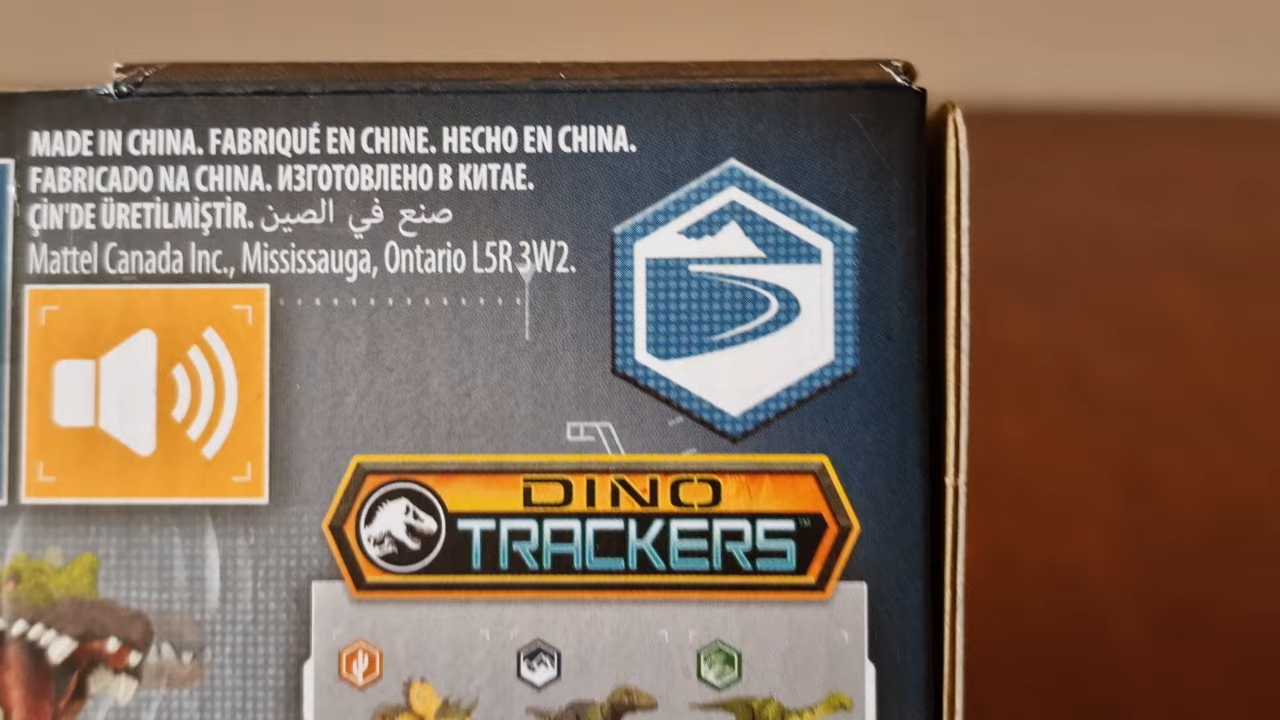 MADE IN CHINA. FABRIQUÉ EN CHINE. HECHO EN CHINA.
FABRICADO NA CHINA. ИЗГОТОВЛЕНО В КИТАЕ.
ÇİN'DE ÜRETİLMİŞTİR. صنع في الصين
Mattel Canada Inc., Mississauga, Ontario L5R 3W2.
DINO
TRACKERS™